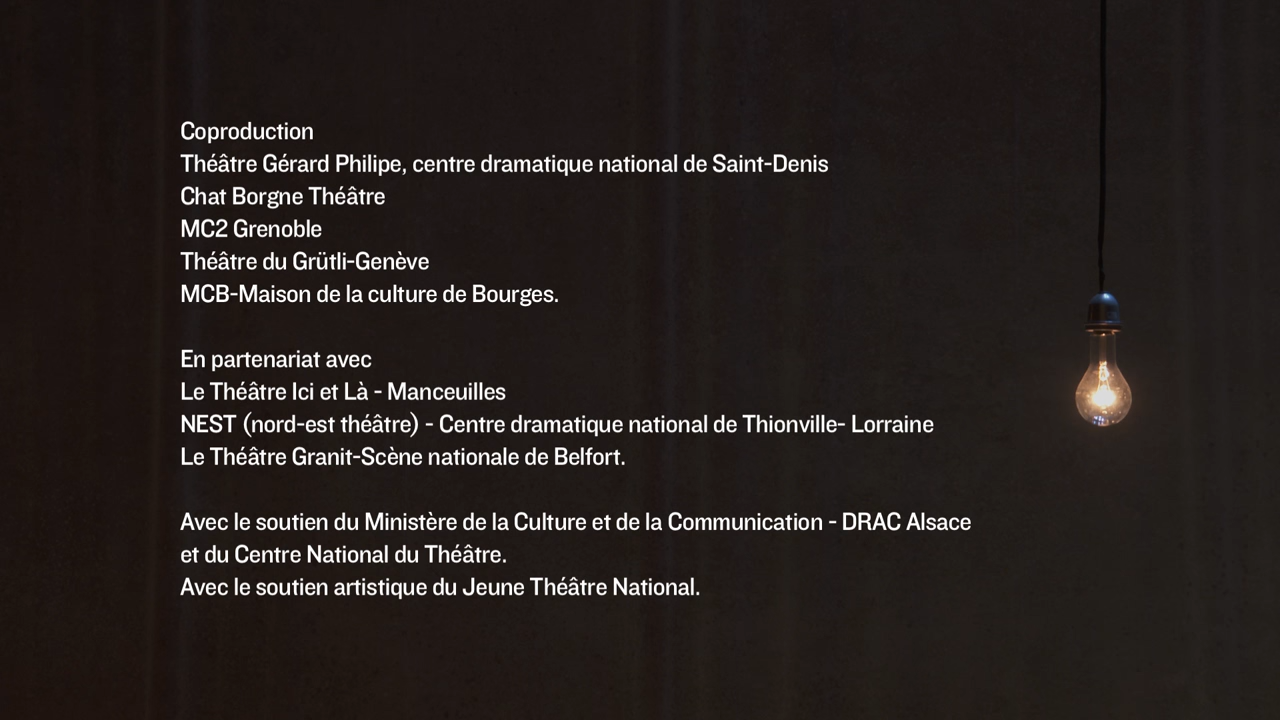 Coproduction
Théâtre Gérard Philipe, centre dramatique national de Saint-Denis
Chat Borgne Théâtre
MC2 Grenoble
Théâtre du Grütli-Genève
MCB-Maison de la culture de Bourges.
En partenariat avec
Le Théâtre Ici et Là - Manceuilles
NEST (nord-est théâtre) - Centre dramatique national de Thionville- Lorraine
Le Théâtre Granit-Scène nationale de Belfort.
Avec le soutien du Ministère de la Culture et de la Communication - DRAC Alsace
et du Centre National du Théâtre.
Avec le soutien artistique du Jeune Théâtre National.